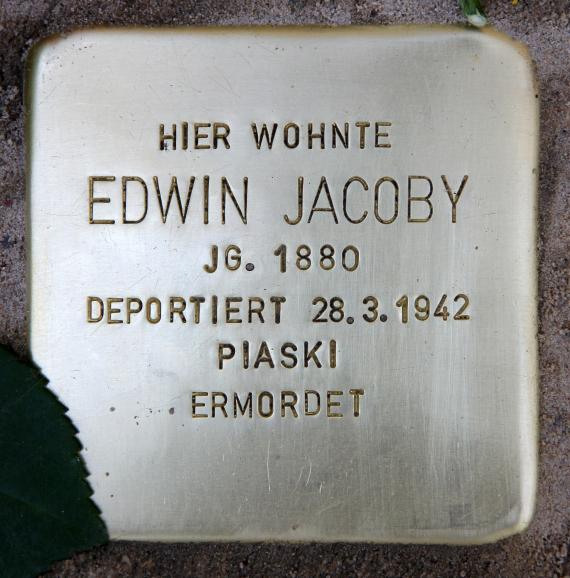 HIER WOHNTE
EDWIN JACOBY
JG. 1880
DEPORTIERT 28.3.1942
PIASKI
ERMORDET